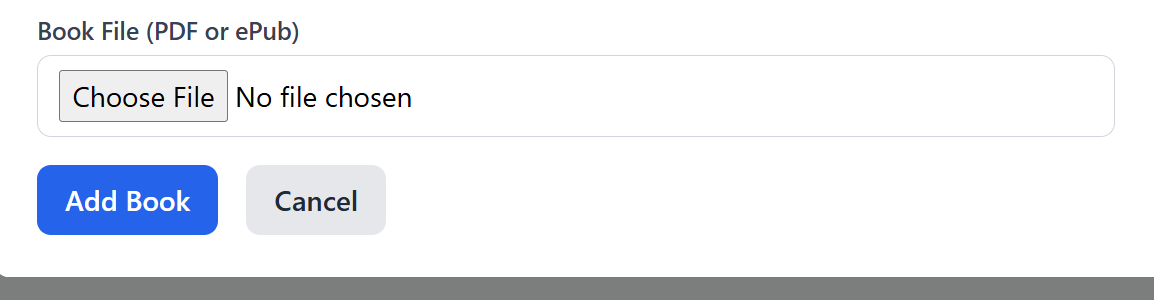 Book File (PDF or ePub)
Choose File No file chosen
Add Book Cancel